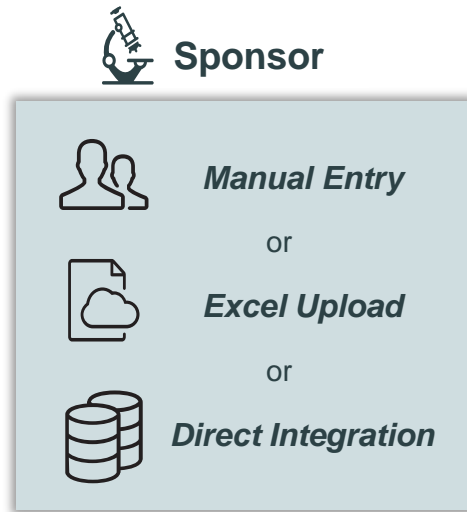 Sponsor
Manual Entry
or
Excel Upload
or
Direct Integration